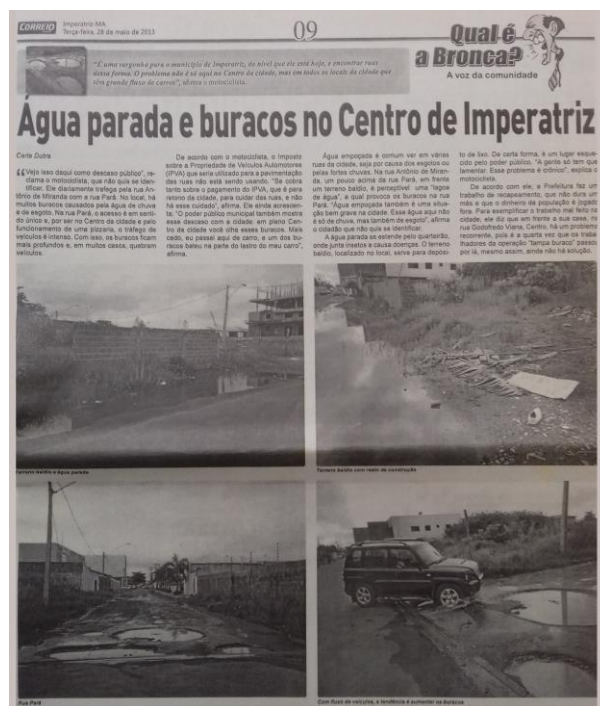 CORREIO
Imperatriz-MA
Terça-feira, 28 de maio de 2013
09
Qual é
a Bronca?
A voz da comunidade
"É uma vergonha para o município de Imperatriz, do nível que ele está hoje, e encontrar ruas
dessa forma. O problema não é só aqui no Centro da cidade, mas em todos os locais da cidade que
têm grande fluxo de carros", afirma o motociclista.
Água parada e buracos no Centro de Imperatriz
Carla Dutra
"Vejo isso daqui como descaso público", re-
clama o motociclista, que não quis se iden-
tificar. Ele diariamente trafega pela rua An-
tônio de Miranda com a rua Pará. No local, há
muitos buracos causados pela água de chuva
e de esgoto. Na rua Pará, o acesso é em senti-
do único e, por ser no Centro da cidade e pelo
funcionamento de uma pizzaria, o tráfego de
veículos é intenso. Com isso, os buracos ficam
mais profundos e, em muitos casos, quebram
veículos.
De acordo com o motociclista, o Imposto
sobre a Propriedade de Veículos Automotores
(IPVA) que seria utilizado para a pavimentação
das ruas não está sendo usando. "Se cobra
tanto sobre o pagamento do IPVA, que é para
retorno da cidade, para cuidar das ruas, e não
há esse cuidado", afirma. Ele ainda acrescen-
ta: "O poder público municipal também mostra
esse descaso com a cidade: em pleno Cen-
tro da cidade você olha esses buracos. Mais
cedo, eu passei aqui de carro, e um dos bu-
racos bateu na parte do lastro do meu carro",
afirma.
Água empoçada é comum ver em várias
ruas da cidade, seja por causa dos esgotos ou
pelas fortes chuvas. Na rua Antônio de Miran-
da, um pouco acima da rua Pará, em frente
um terreno baldio, é perceptível uma "lagoa
de água", a qual provoca os buracos na rua
Pará. "Água empoçada também é uma situa-
ção bem grave na cidade. Essa água aqui não
é só de chuva, mas também de esgoto", afirma
o cidadão que não quis se identificar.
A água parada se estende pelo quarteirão,
onde junta insetos e causa doenças. O terreno
baldio, localizado no local, serve para depósi-
to de lixo. De certa forma, é um lugar esque-
cido pelo poder público. "A gente só tem que
lamentar. Esse problema é crônico", explica o
motociclista.
De acordo com ele, a Prefeitura faz um
trabalho de recapeamento, que não dura um
mês e que o dinheiro da população é jogado
fora. Para exemplificar o trabalho mal feito na
cidade, ele diz que em frente a sua casa, na
rua Godofredo Viana, Centro, há um problema
recorrente, pois é a quarta vez que os traba-
lhadores da operação "tampa buraco" passou
por lá, mesmo assim, ainda não há solução.
Terreno baldio e água parada
Terreno baldio com resto de construção
Rua Pará
Com fluxo de veículos, a tendência é aumentar os buracos